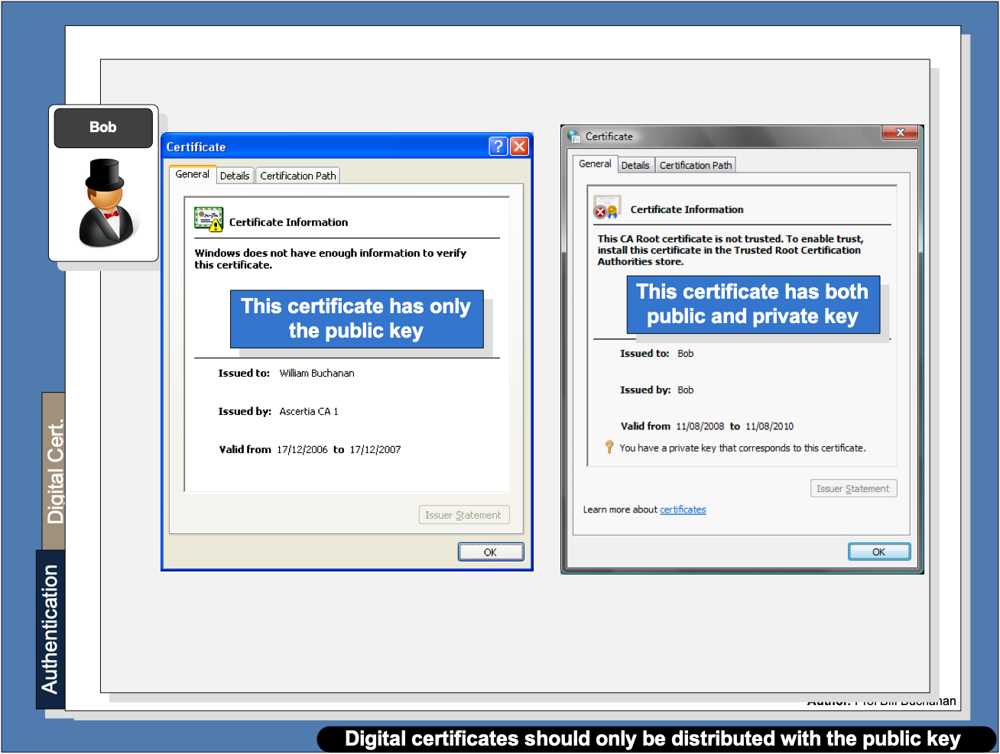 Bob
Certificate
General
Details
Certification Path
Certificate Information
Windows does not have enough information to verify
this certificate.
This certificate has only
the public key
Issued to: William Buchanan
Issued by: Ascertia CA 1
Valid from 17/12/2006 to 17/12/2007
Issuer Statement
OK
Certificate
General
Details
Certification Path
Certificate Information
This CA Root certificate is not trusted. To enable trust,
install this certificate in the Trusted Root Certification
Authorities store.
This certificate has both
public and private key
Issued to: Bob
Issued by: Bob
Valid from 11/08/2008 to 11/08/2010
You have a private key that corresponds to this certificate.
Issuer Statement
Learn more about certificates
OK
Digital Cert.
Authentication
Author: Prof Bill Buchanan
Digital certificates should only be distributed with the public key